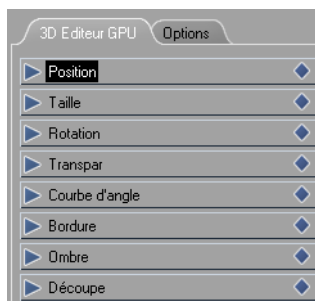 3D Editeur GPU Options
Position
Taille
Rotation
Transpar
Courbe d'angle
Bordure
Ombre
Découpe